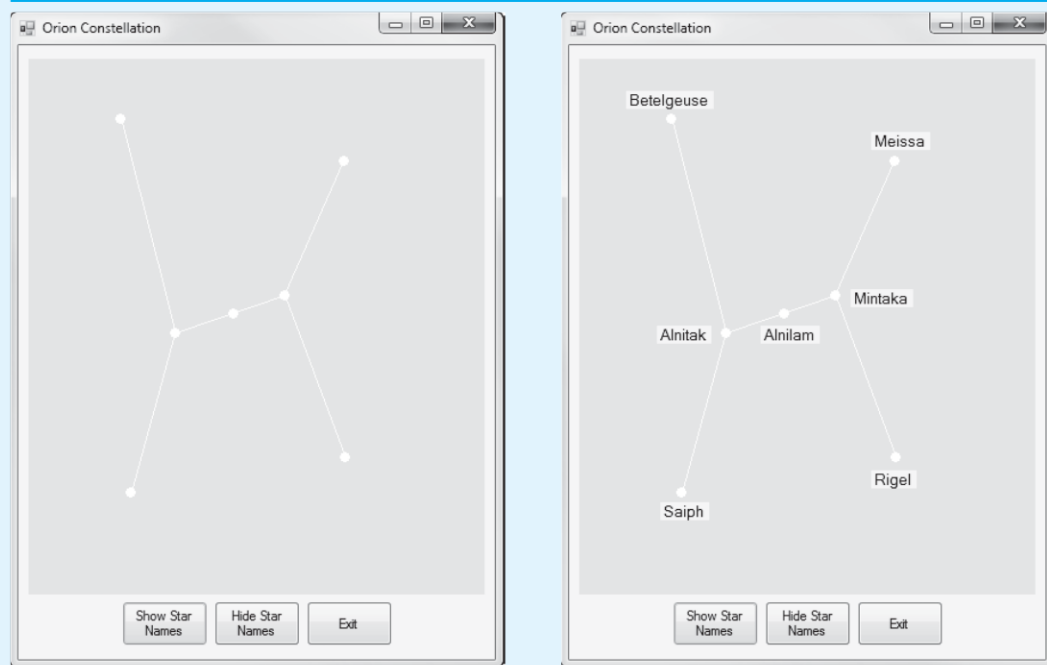 Orion Constellation
Show Star
Names
Hide Star
Names
Exit
Orion Constellation
Betelgeuse
Meissa
Mintaka
Alnitak
Alnilam
Rigel
Saiph
Show Star
Names
Hide Star
Names
Exit